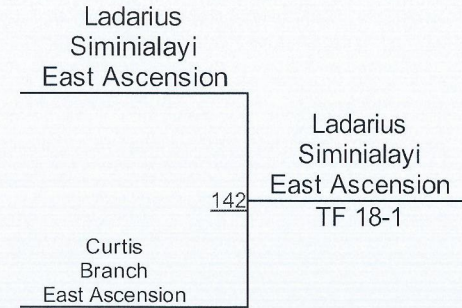 Ladarius
Siminialayi
East Ascension
Ladarius
Siminialayi
East Ascension
142
TF 18-1
Curtis
Branch
East Ascension